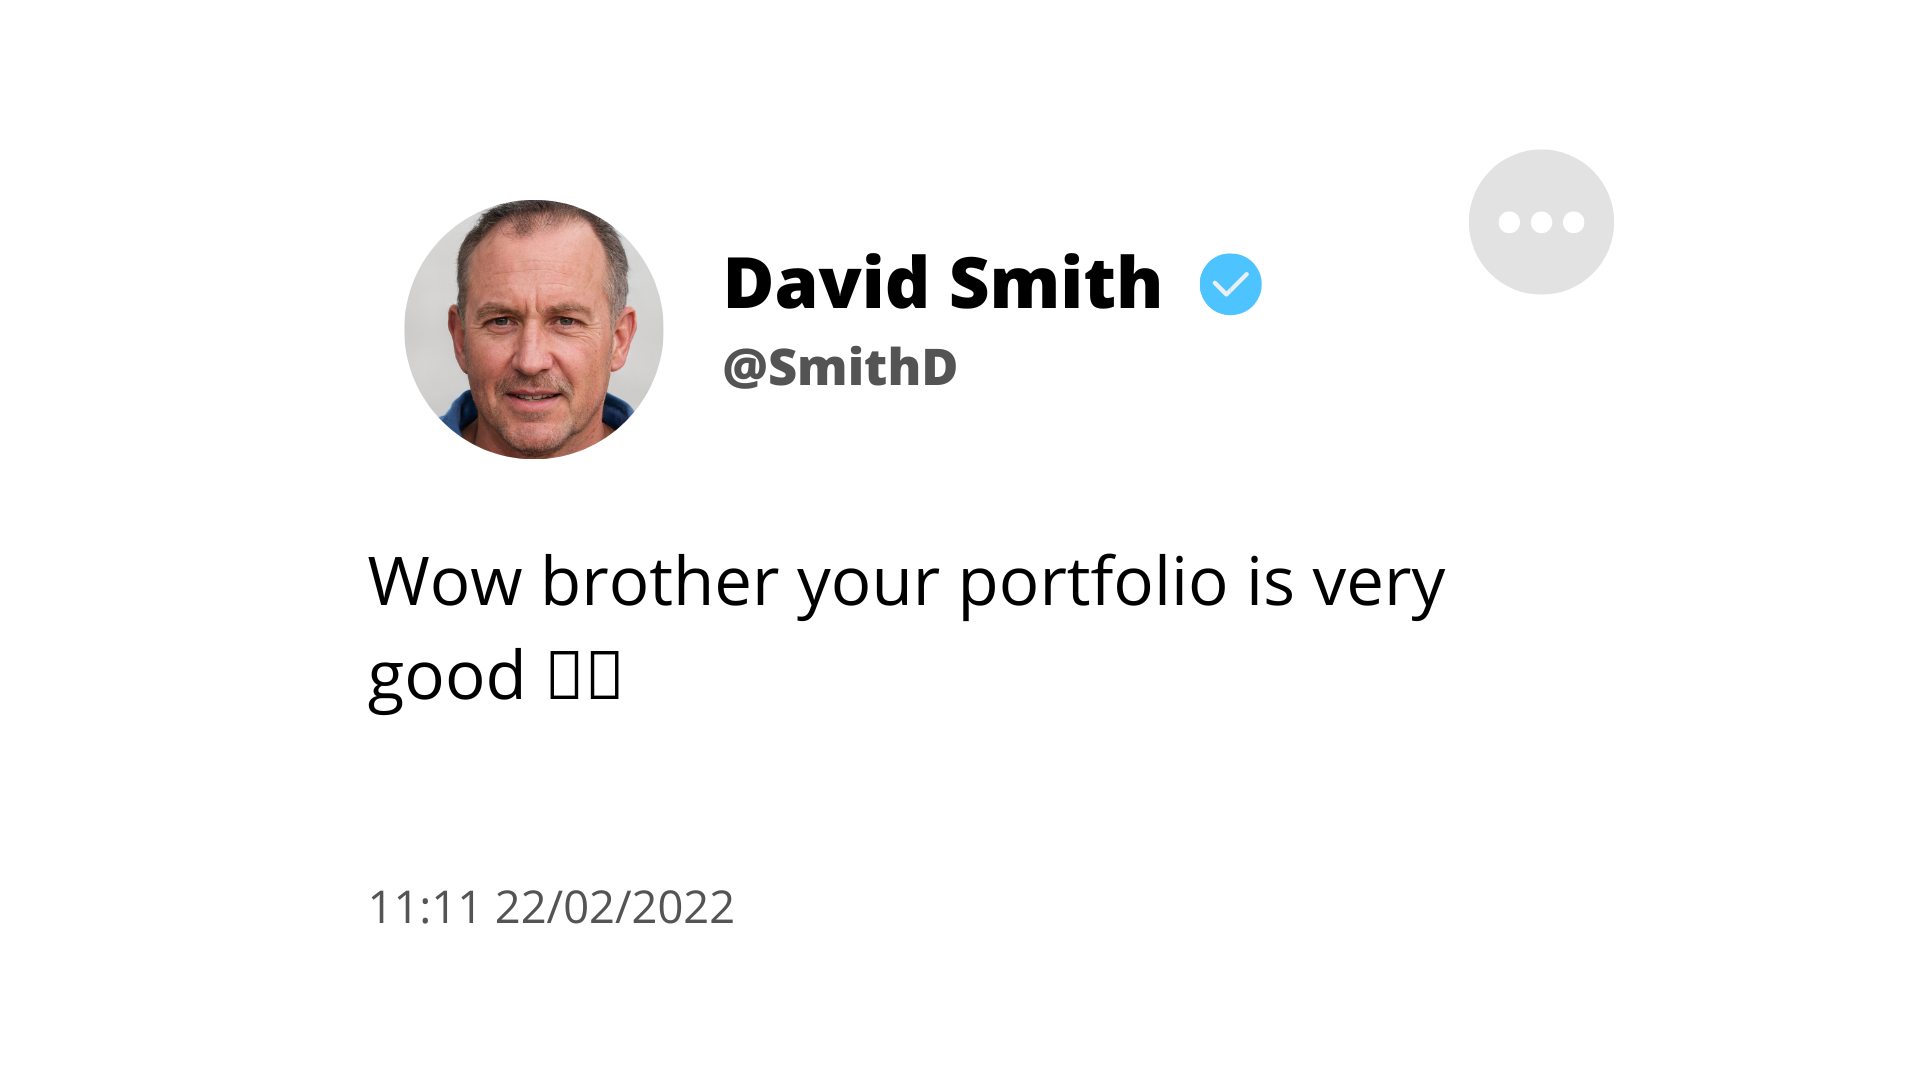 David Smith
@SmithD
Wow brother your portfolio is very
good
11:11 22/02/2022